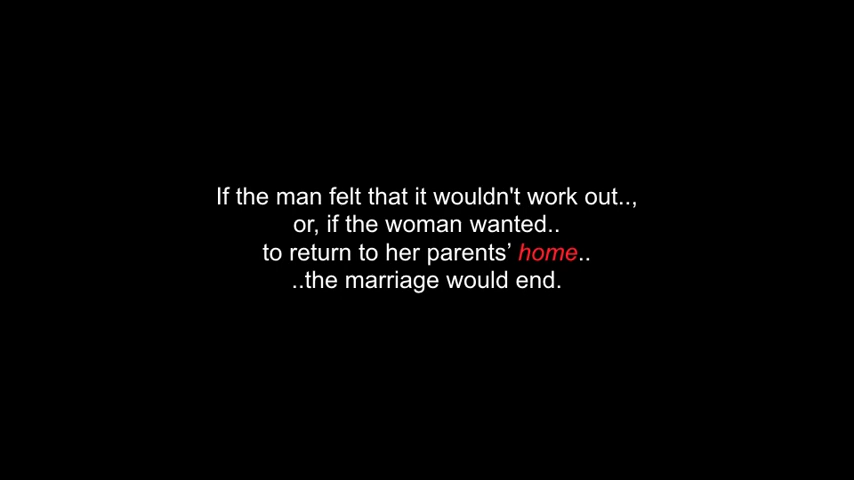 If the man felt that it wouldn't work out..,
or, if the woman wanted..
to return to her parents’ home..
..the marriage would end.